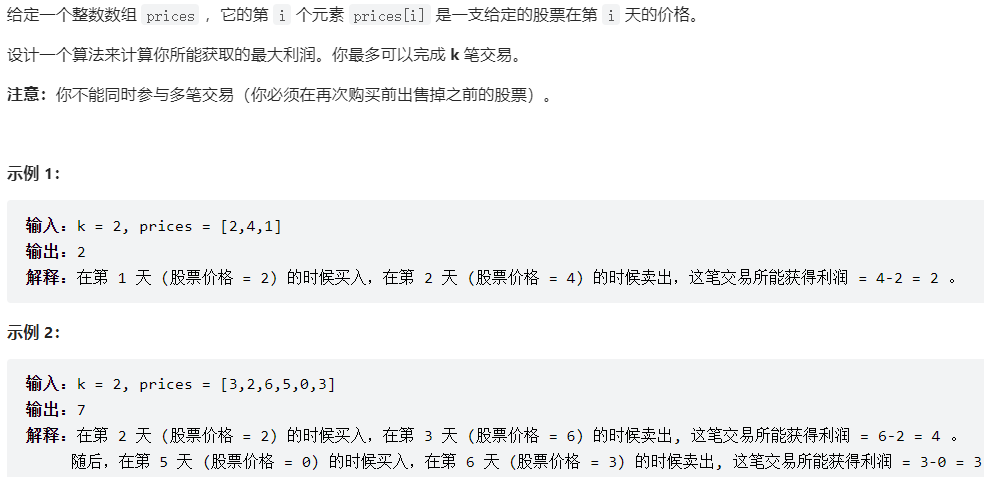 给定一个整数数组 prices ，它的第 i 个元素 prices[i] 是一支给定的股票在第 i 天的价格。
设计一个算法来计算你所能获取的最大利润。你最多可以完成 k 笔交易。
注意：你不能同时参与多笔交易（你必须在再次购买前出售掉之前的股票）。
示例 1：
输入：k = 2, prices = [2,4,1]
输出：2
解释：在第 1 天 (股票价格 = 2) 的时候买入，在第 2 天 (股票价格 = 4) 的时候卖出，这笔交易所能获得利润 = 4-2 = 2 。
示例 2：
输入：k = 2, prices = [3,2,6,5,0,3]
输出：7
解释：在第 2 天 (股票价格 = 2) 的时候买入，在第 3 天 (股票价格 = 6) 的时候卖出, 这笔交易所能获得利润 = 6-2 = 4 。
随后，在第 5 天 (股票价格 = 0) 的时候买入，在第 6 天 (股票价格 = 3) 的时候卖出, 这笔交易所能获得利润 = 3-0 = 3